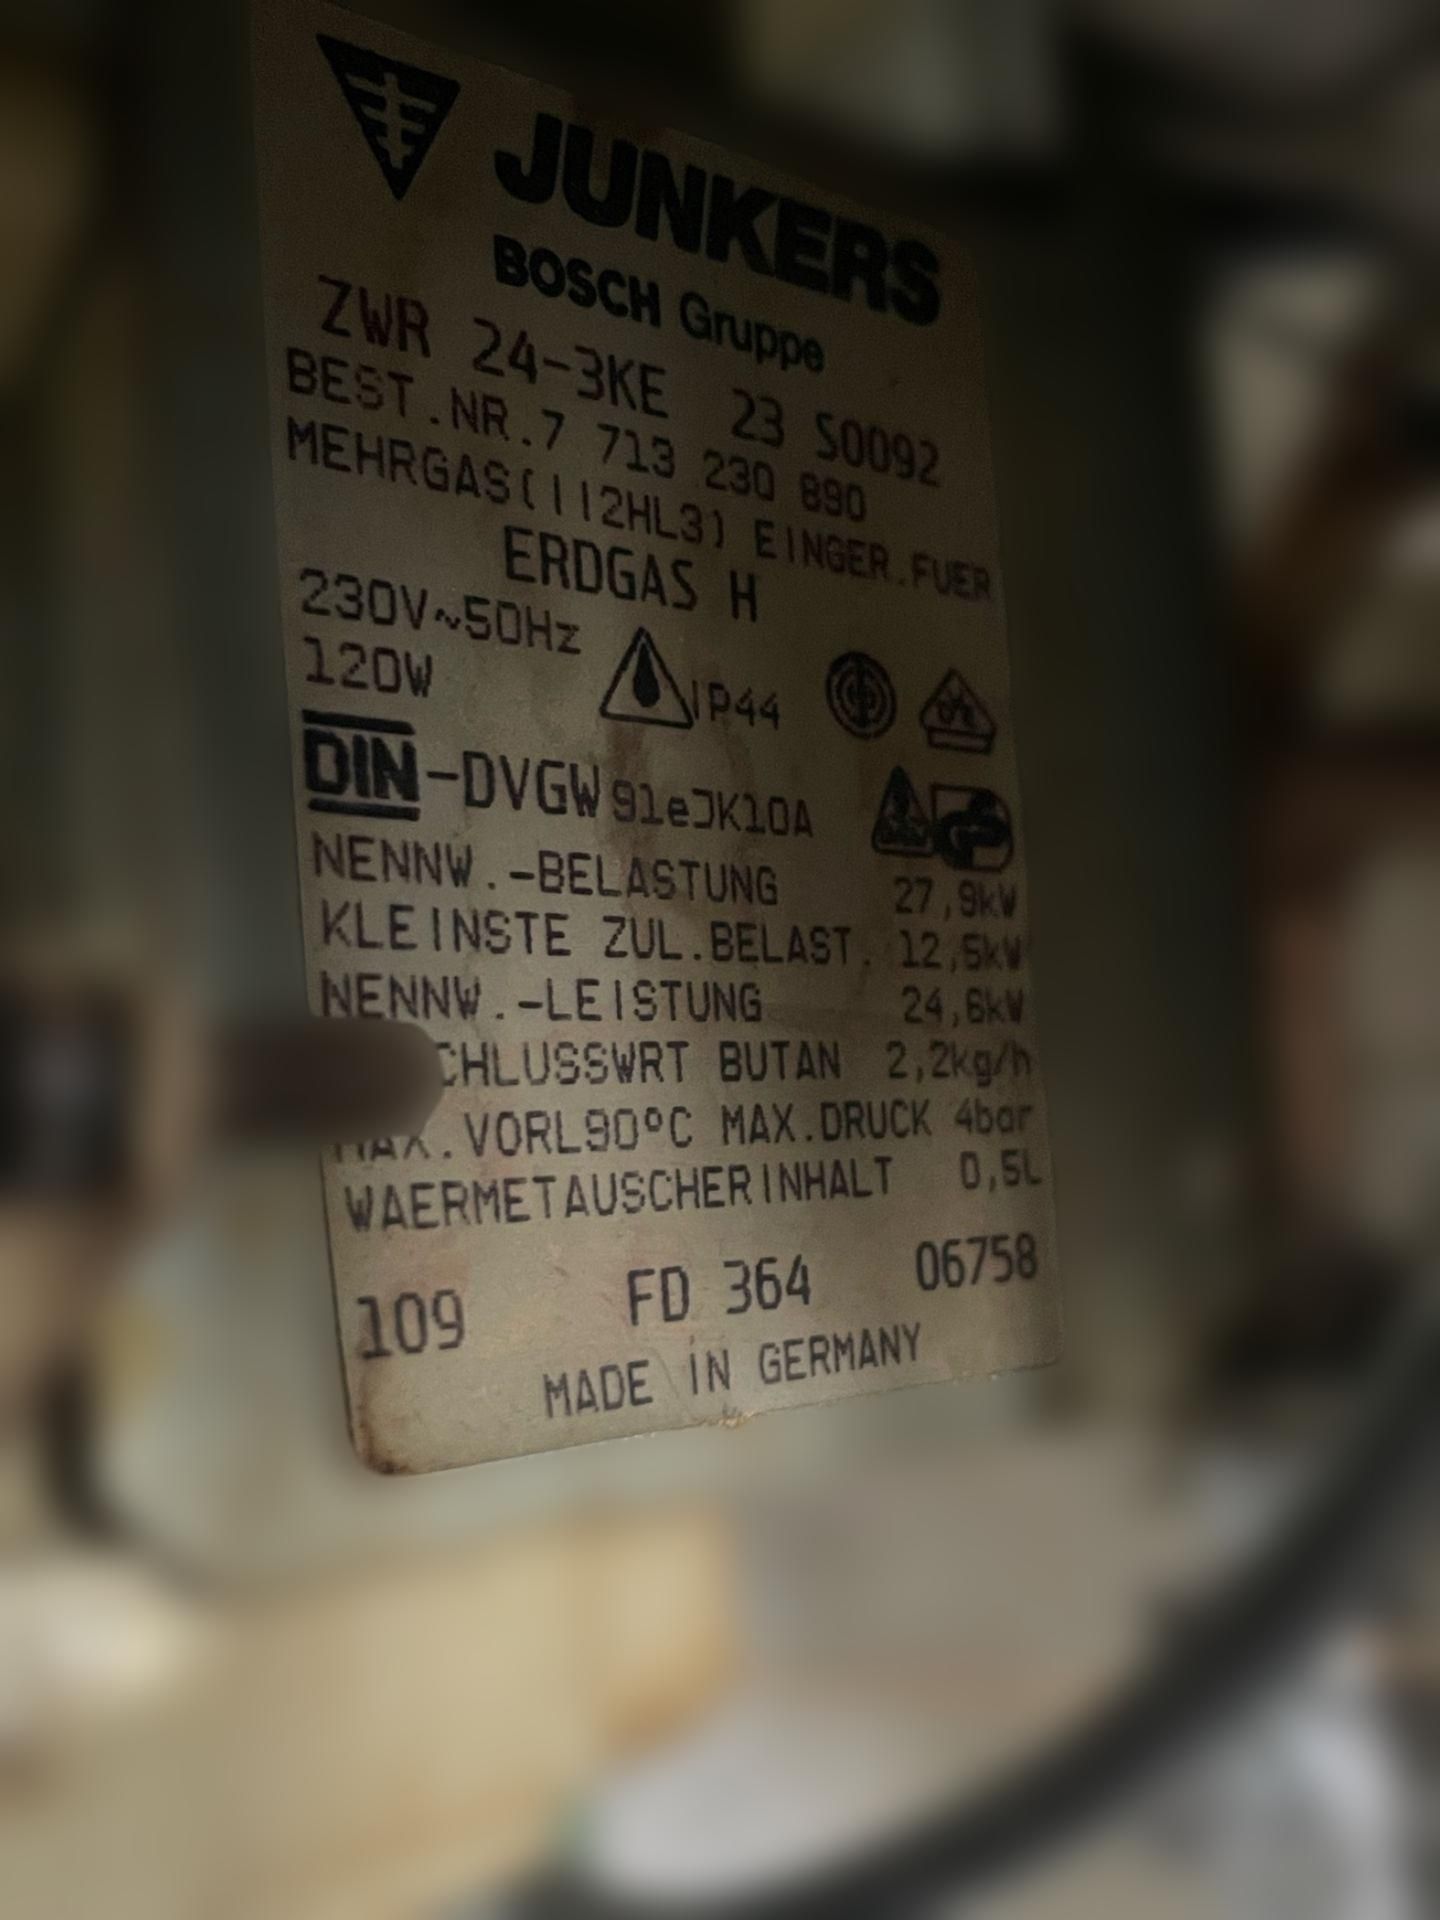 JUNKERS
BOSCH Gruppe
ZWR 24-3KE 23 S0092
BEST.NR.7 713 230 890
MEHRGAS(II2HL3) EINGER.FUER
ERDGAS H
230V~50Hz
120W IP44
DIN-DVGW 91eJK10A
NENNW.-BELASTUNG 27,9kW
KLEINSTE ZUL.BELAST. 12,5kW
NENNW.-LEISTUNG 24,6kW
CHLUSSWRT BUTAN 2,2kg/h
MAX.VORL90°C MAX.DRUCK 4bar
WAERMETAUSCHERINHALT 0,5L
109 FD 364 06758
MADE IN GERMANY